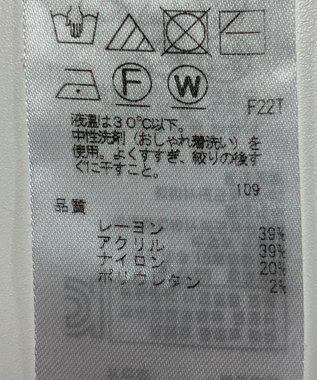 F
W
F22T
液温は30℃以下。
中性洗剤（おしゃれ着洗い）を
使用。よくすすぎ、絞りの後す
ぐに干すこと。
109
品質
レーヨン 39%
アクリル 39%
ナイロン 20%
ポリウレタン 2%